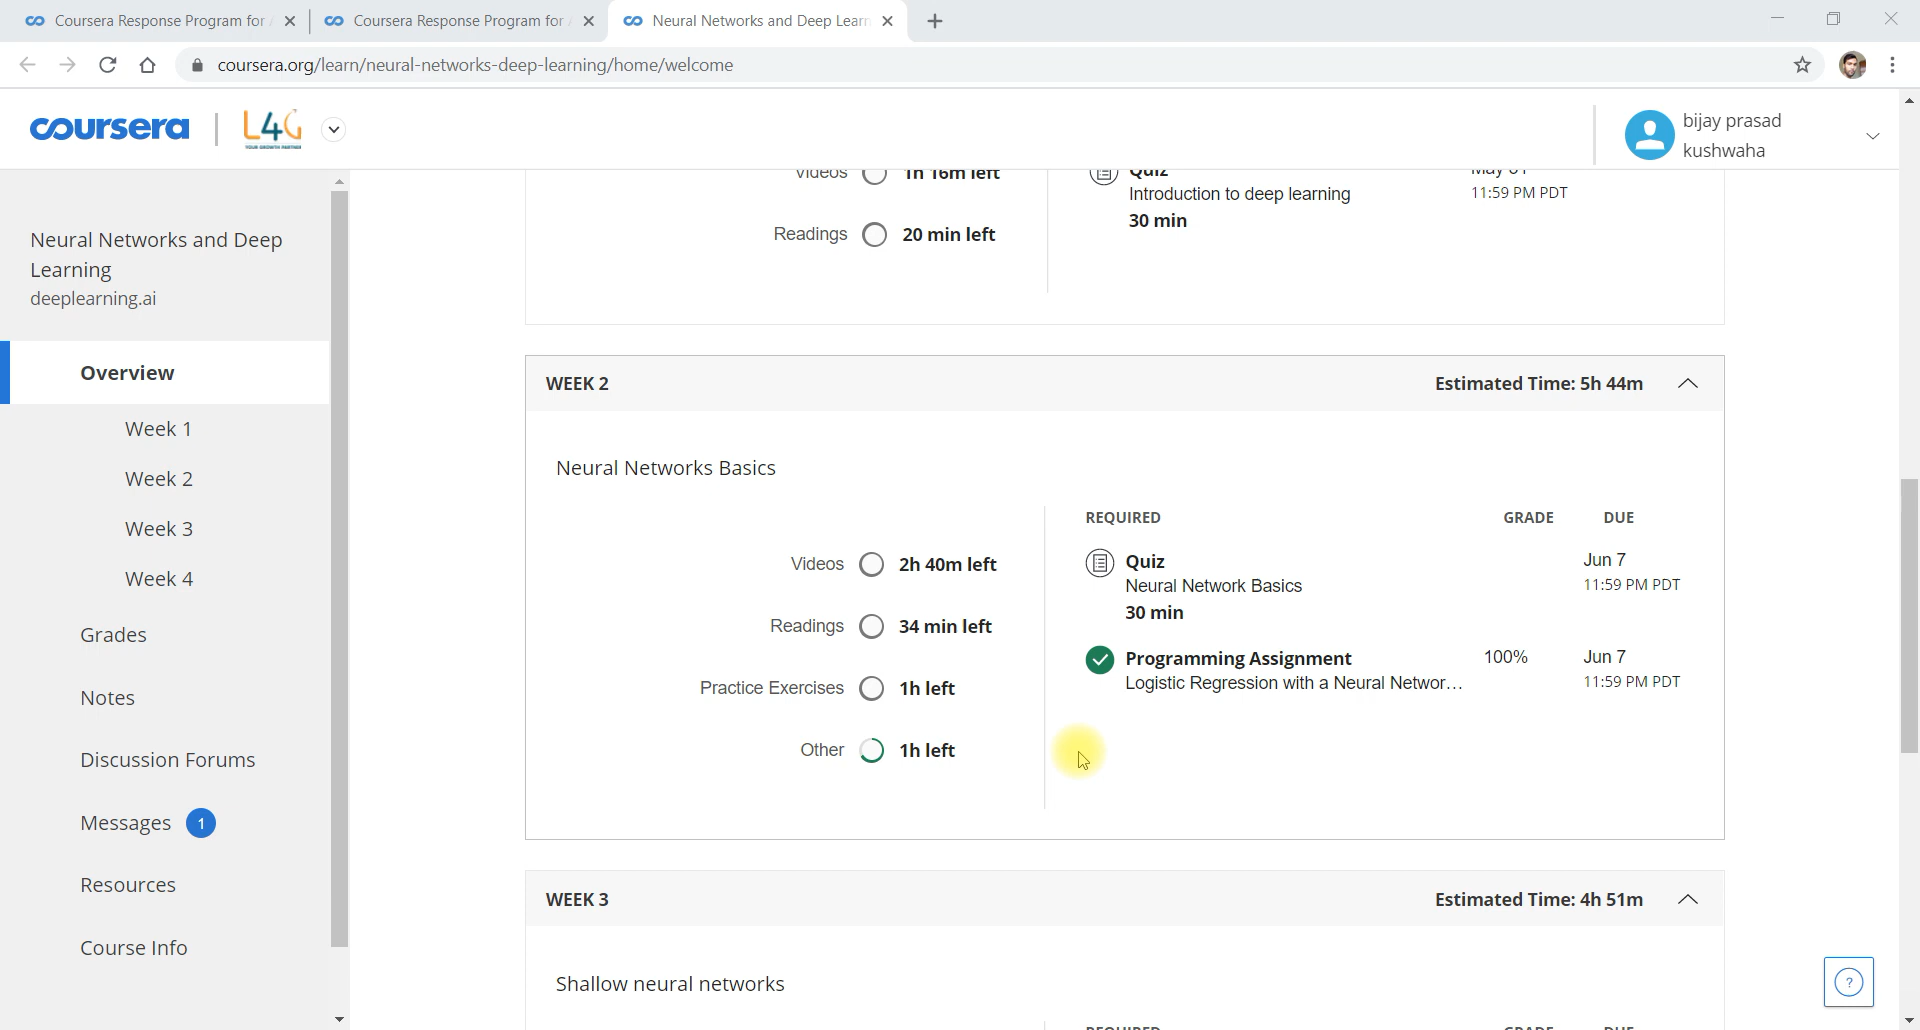 Coursera Response Program for
Coursera Response Program for
Neural Networks and Deep Learn
coursera.org/learn/neural-networks-deep-learning/home/welcome
coursera
L4G
YOUR GROWTH PARTNER
bijay prasad
kushwaha
Neural Networks and Deep
Learning
deeplearning.ai
Overview
Week 1
Week 2
Week 3
Week 4
Grades
Notes
Discussion Forums
Messages 1
Resources
Course Info
Videos 1h 16m left
Readings 20 min left
Quiz
Introduction to deep learning
30 min
11:59 PM PDT
WEEK 2 Estimated Time: 5h 44m
Neural Networks Basics
Videos 2h 40m left
Readings 34 min left
Practice Exercises 1h left
Other 1h left
REQUIRED GRADE DUE
Quiz Jun 7
Neural Network Basics 11:59 PM PDT
30 min
Programming Assignment 100% Jun 7
Logistic Regression with a Neural Networ... 11:59 PM PDT
WEEK 3 Estimated Time: 4h 51m
Shallow neural networks
REQUIRED GRADE DUE
?